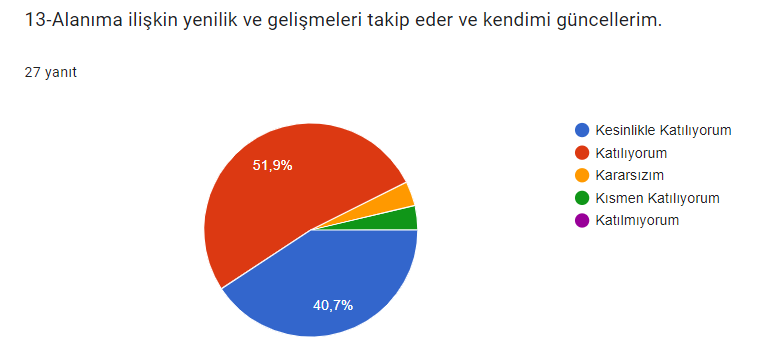 13-Alanıma ilişkin yenilik ve gelişmeleri takip eder ve kendimi güncellerim.
27 yanıt
51,9%
40,7%
Kesinlikle Katılıyorum
Katılıyorum
Kararsızım
Kısmen Katılıyorum
Katılmıyorum